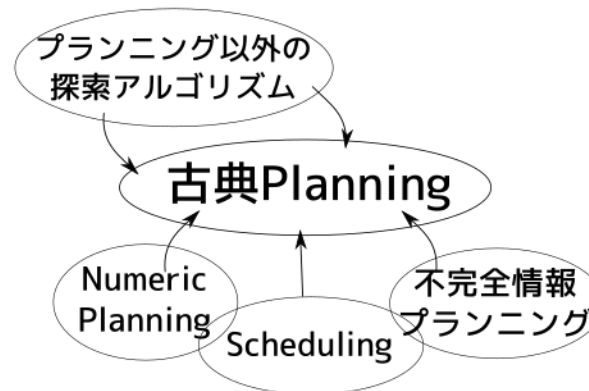 プランニング以外の
探索アルゴリズム
古典Planning
Numeric
Planning
Scheduling
不完全情報
プランニング